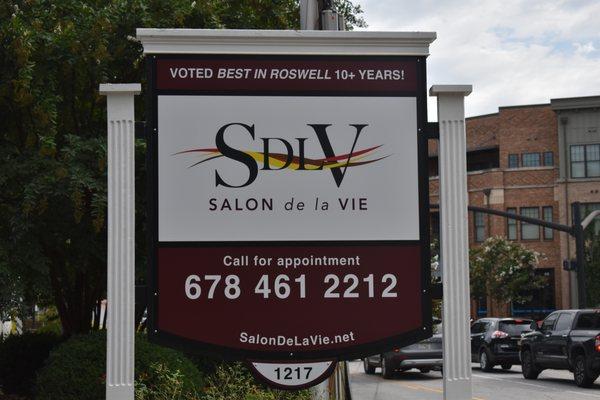 VOTED BEST IN ROSWELL 10+ YEARS!
SDLV
SALON de la VIE
Call for appointment
678 461 2212
SalonDeLaVie.net
1217